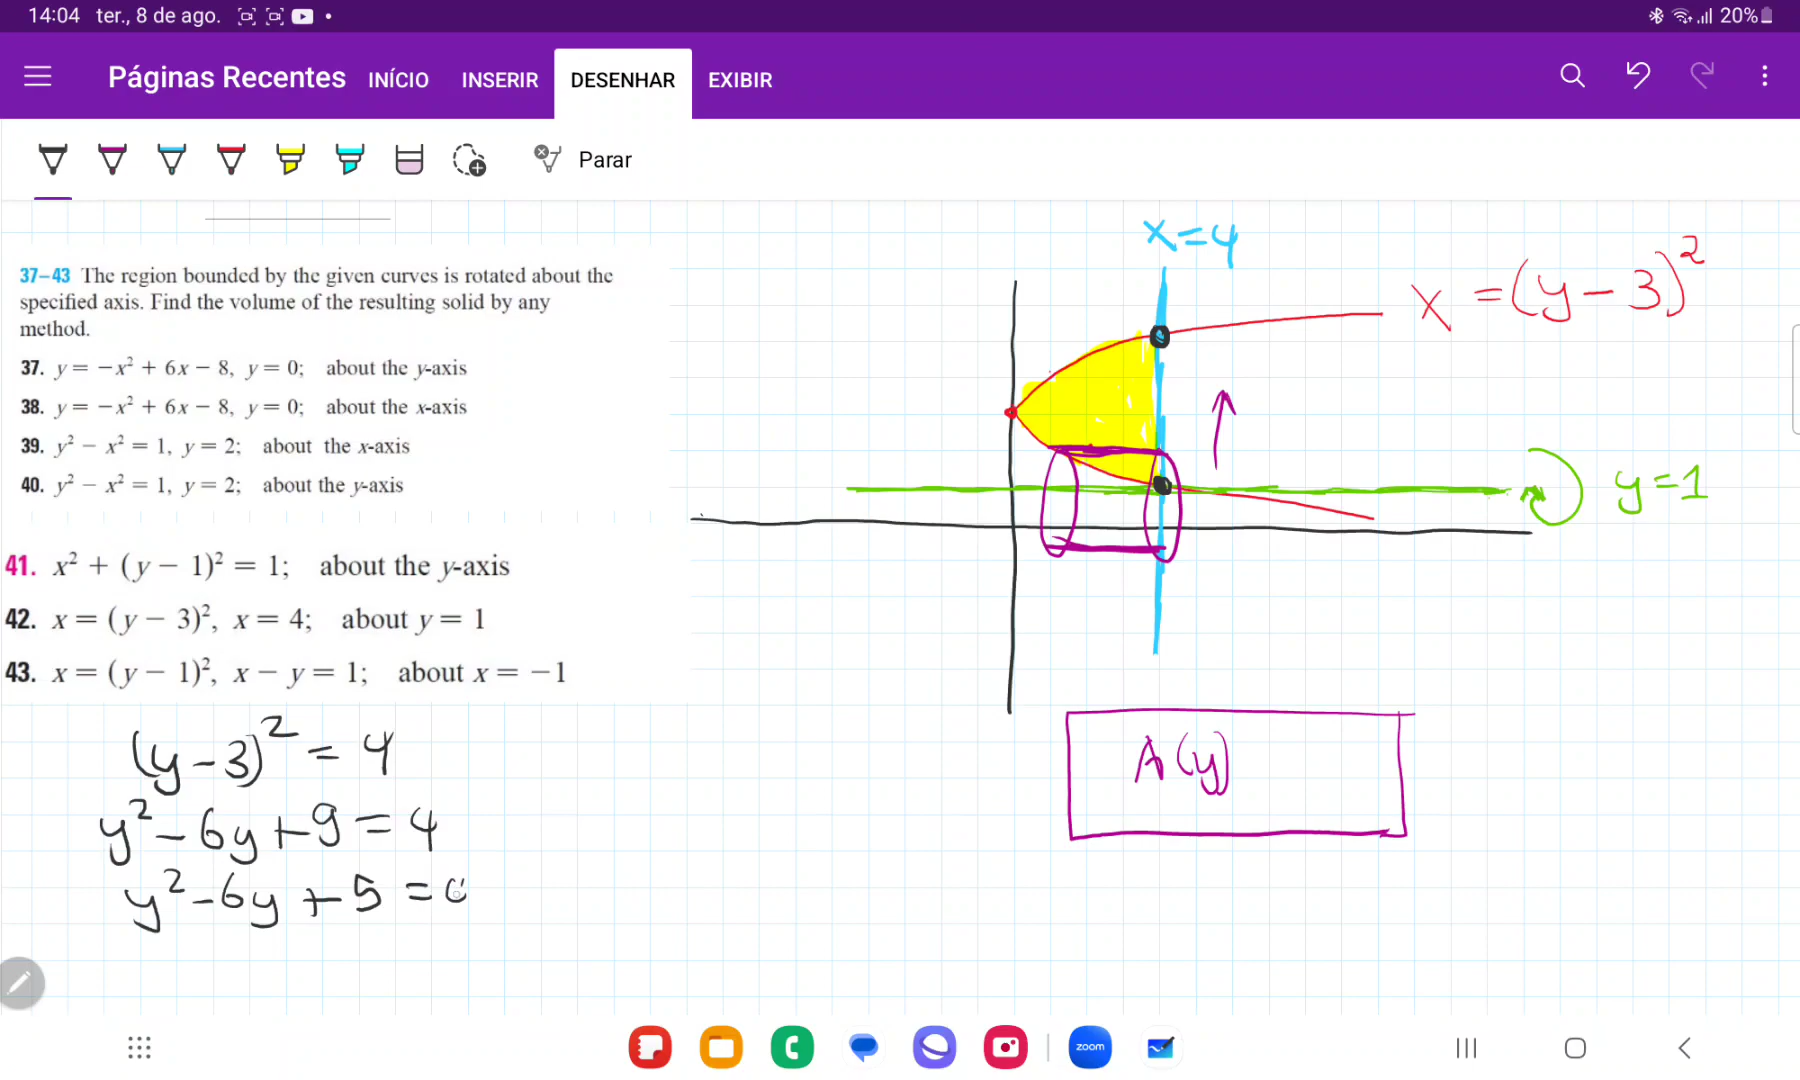 14:04 ter., 8 de ago.
20%
Páginas Recentes INÍCIO INSERIR DESENHAR EXIBIR
Parar
37–43 The region bounded by the given curves is rotated about the
specified axis. Find the volume of the resulting solid by any
method.
37. y = −x² + 6x − 8, y = 0; about the y-axis
38. y = −x² + 6x − 8, y = 0; about the x-axis
39. y² − x² = 1, y = 2; about the x-axis
40. y² − x² = 1, y = 2; about the y-axis
41. x² + (y − 1)² = 1; about the y-axis
42. x = (y − 3)², x = 4; about y = 1
43. x = (y − 1)², x − y = 1; about x = −1
(y − 3)² = 4
y² − 6y + 9 = 4
y² − 6y + 5 = 0
x = 4
x = (y − 3)²
y = 1
A(y)
zoom